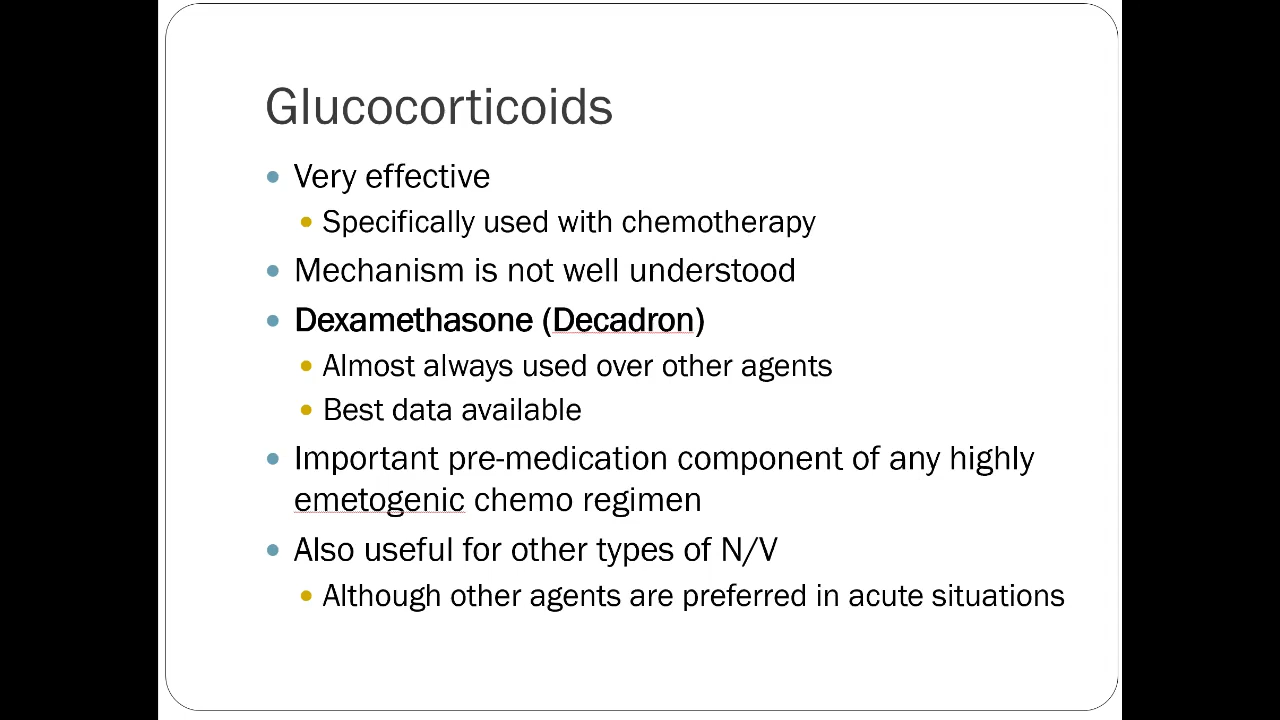 Glucocorticoids
Very effective
Specifically used with chemotherapy
Mechanism is not well understood
Dexamethasone (Decadron)
Almost always used over other agents
Best data available
Important pre-medication component of any highly
emetogenic chemo regimen
Also useful for other types of N/V
Although other agents are preferred in acute situations